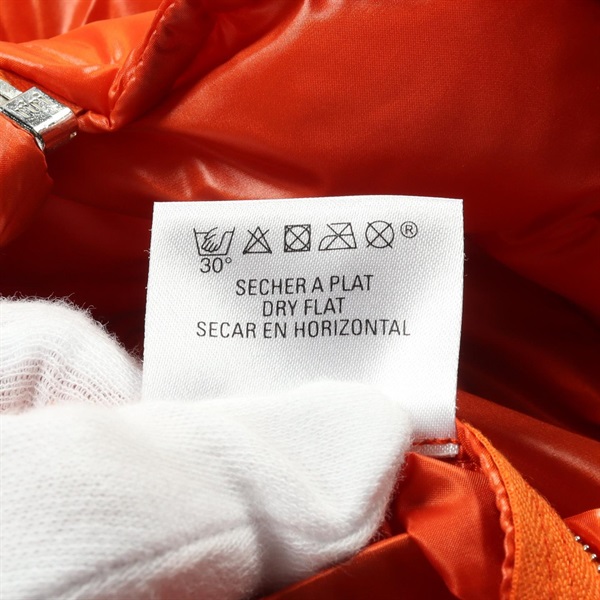 ®
30°
SECHER A PLAT
DRY FLAT
SECAR EN HORIZONTAL